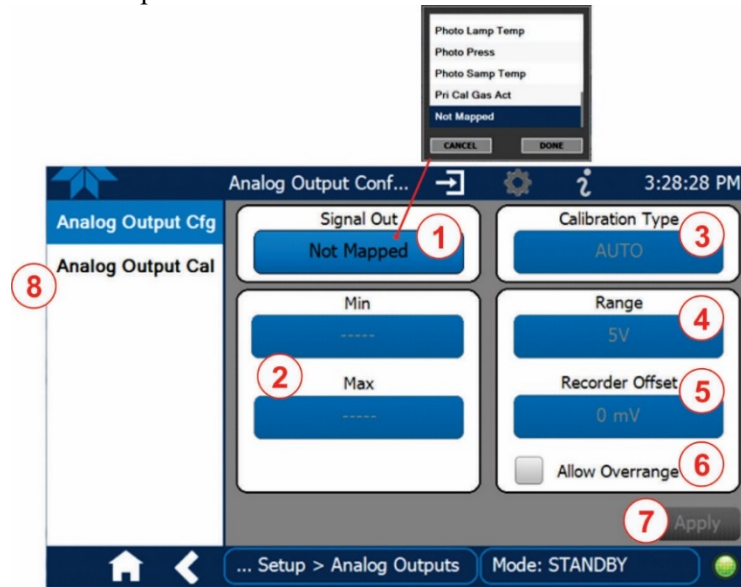 Photo Lamp Temp
Photo Press
Photo Samp Temp
Pri Cal Gas Act
Not Mapped
CANCEL DONE
Analog Output Conf... 3:28:28 PM
Analog Output Cfg
Analog Output Cal
8
Signal Out
Not Mapped
1
Calibration Type
AUTO
3
Min
-----
2
Max
-----
Range
5V
4
Recorder Offset
0 mV
5
Allow Overrange
6
7
Apply
... Setup > Analog Outputs
Mode: STANDBY